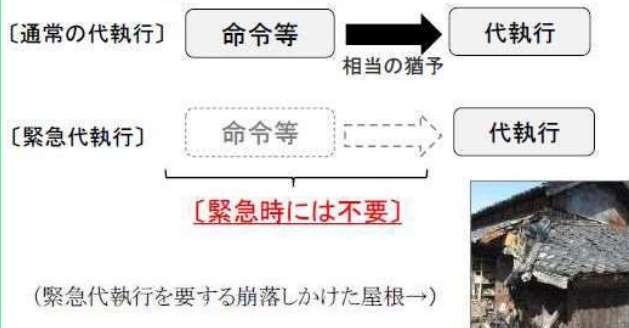 〔通常の代執行〕 命令等 代執行
相当の猶予
〔緊急代執行〕 命令等 代執行
〔緊急時には不要〕
（緊急代執行を要する崩落しかけた屋根→）